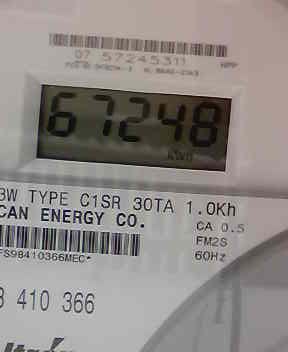 07 57245311
67248
KWH
3W TYPE C1SR 30TA 1.0Kh
CAN ENERGY CO.
CA 0.5
FM2S
60Hz
FS98410366MEC*
410 366